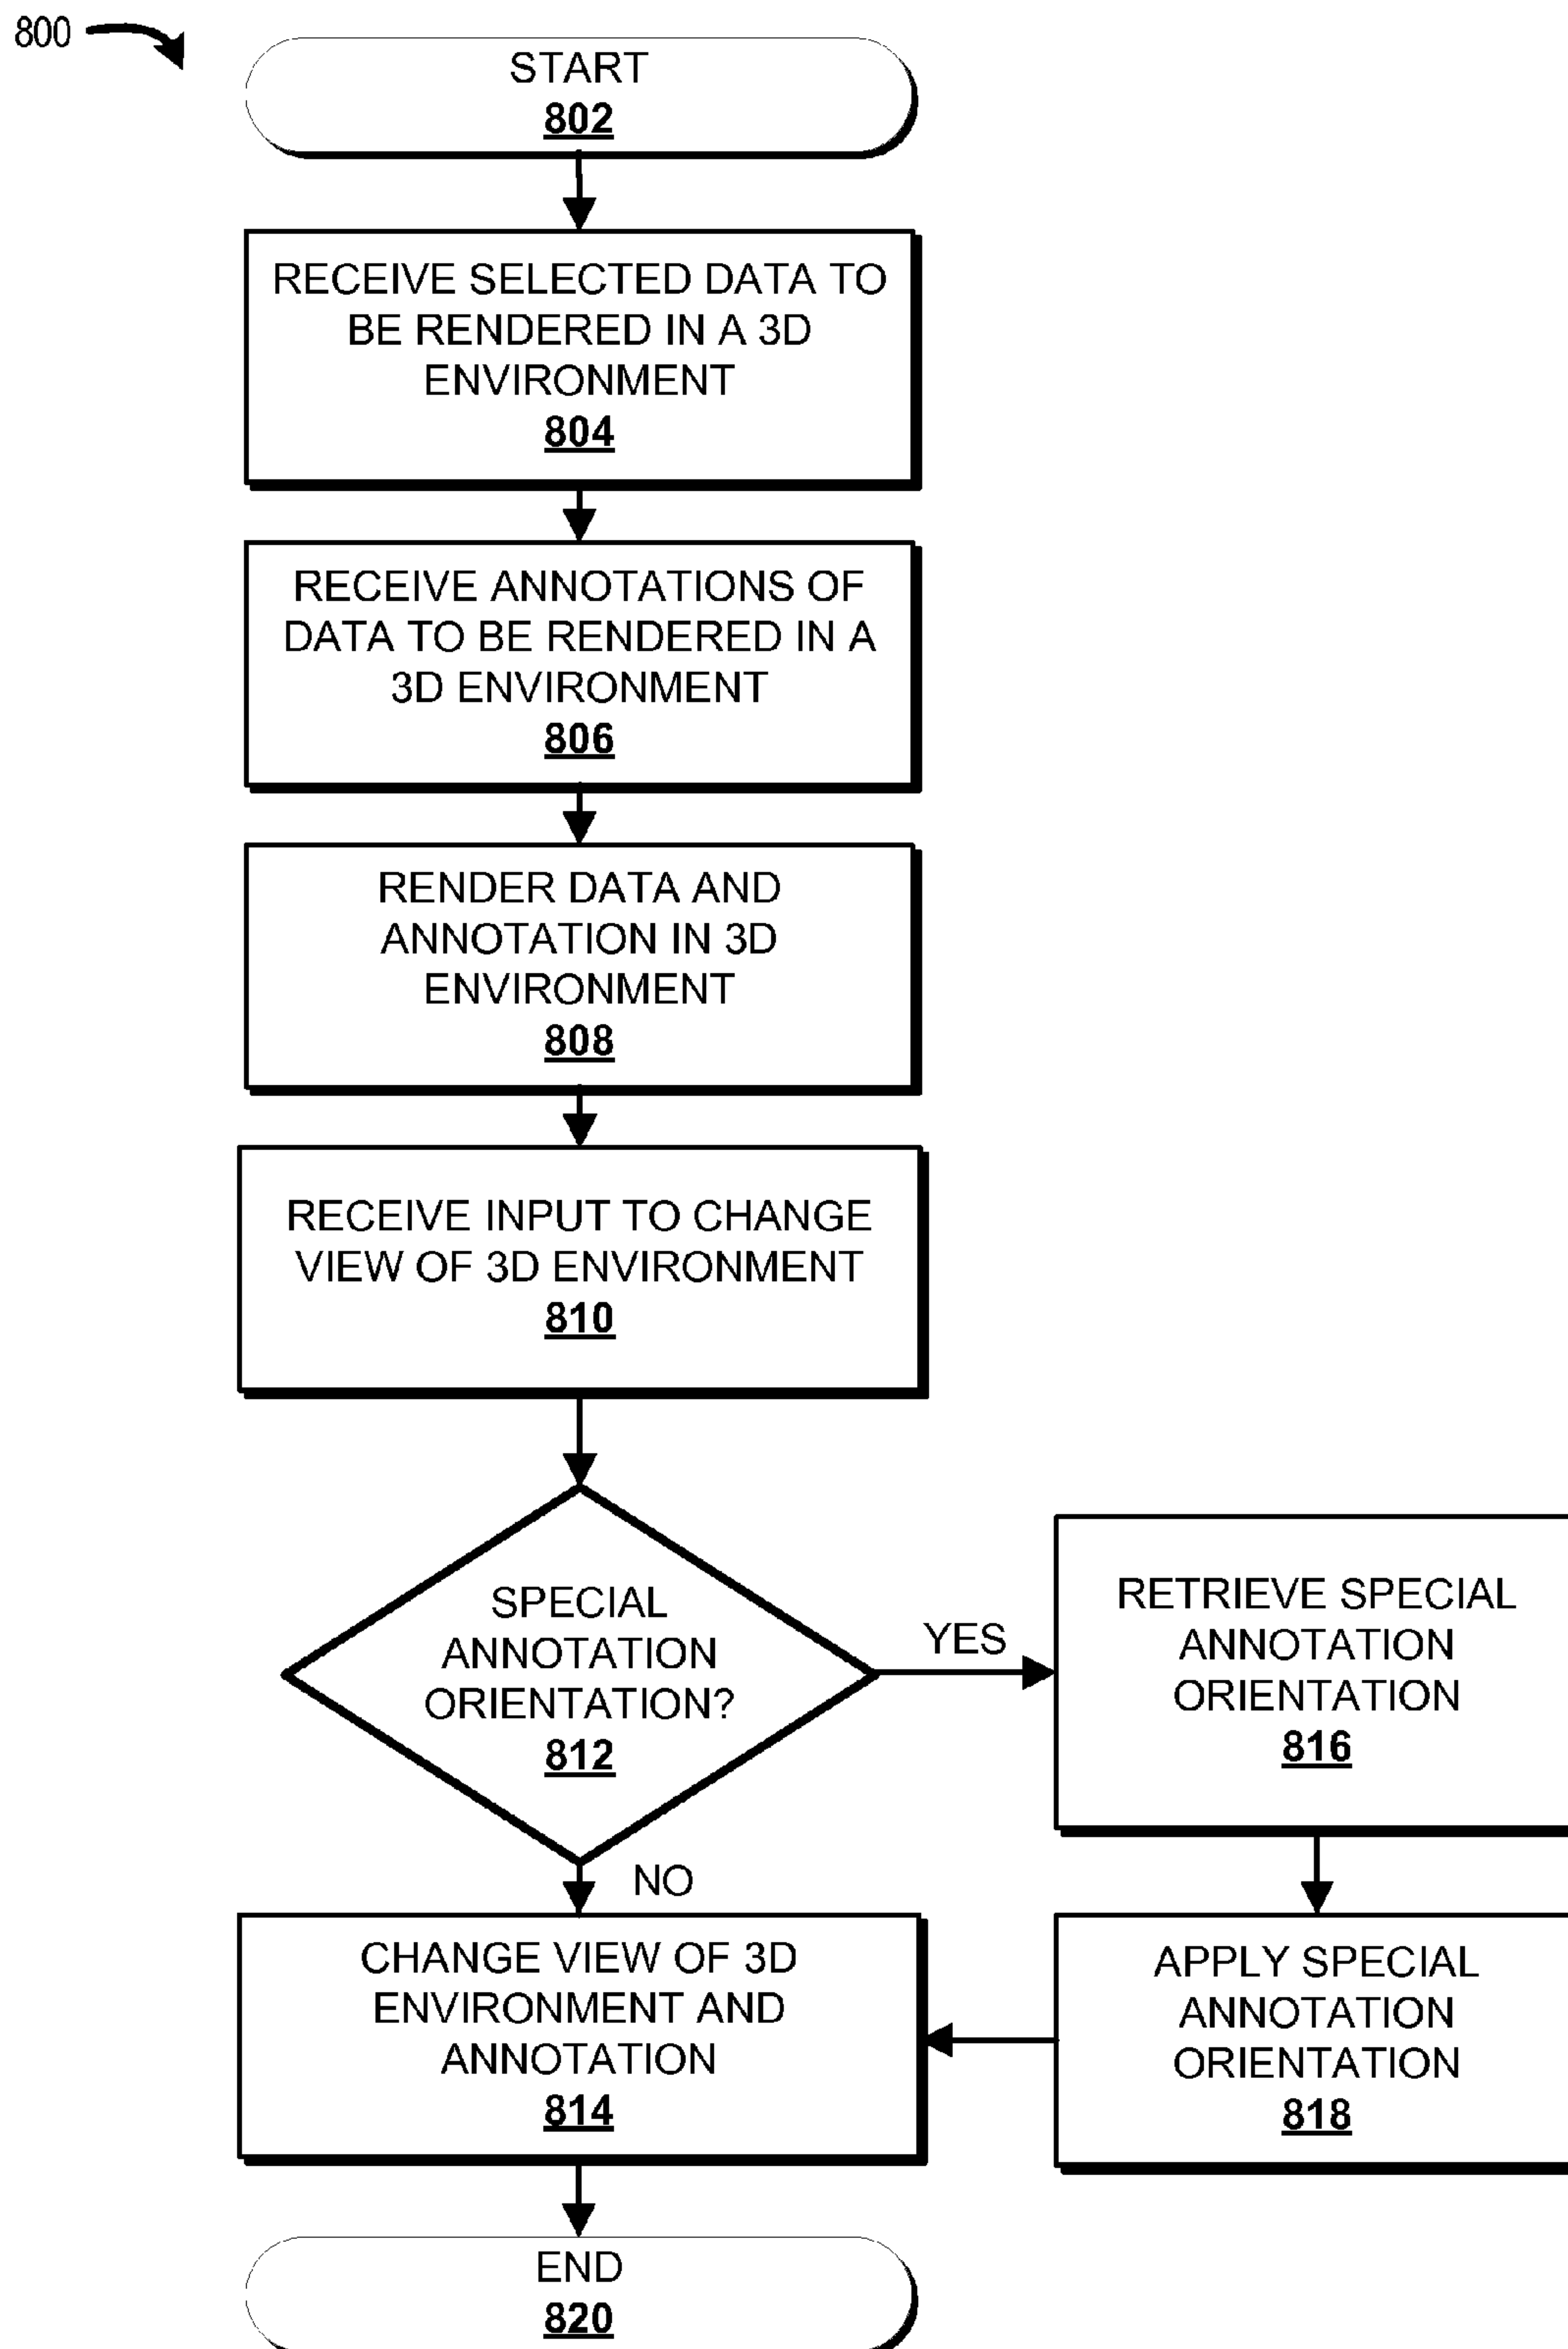 800
START
802
RECEIVE SELECTED DATA TO
BE RENDERED IN A 3D
ENVIRONMENT
804
RECEIVE ANNOTATIONS OF
DATA TO BE RENDERED IN A
3D ENVIRONMENT
806
RENDER DATA AND
ANNOTATION IN 3D
ENVIRONMENT
808
RECEIVE INPUT TO CHANGE
VIEW OF 3D ENVIRONMENT
810
SPECIAL
ANNOTATION
ORIENTATION?
812
YES
RETRIEVE SPECIAL
ANNOTATION
ORIENTATION
816
NO
CHANGE VIEW OF 3D
ENVIRONMENT AND
ANNOTATION
814
APPLY SPECIAL
ANNOTATION
ORIENTATION
818
END
820